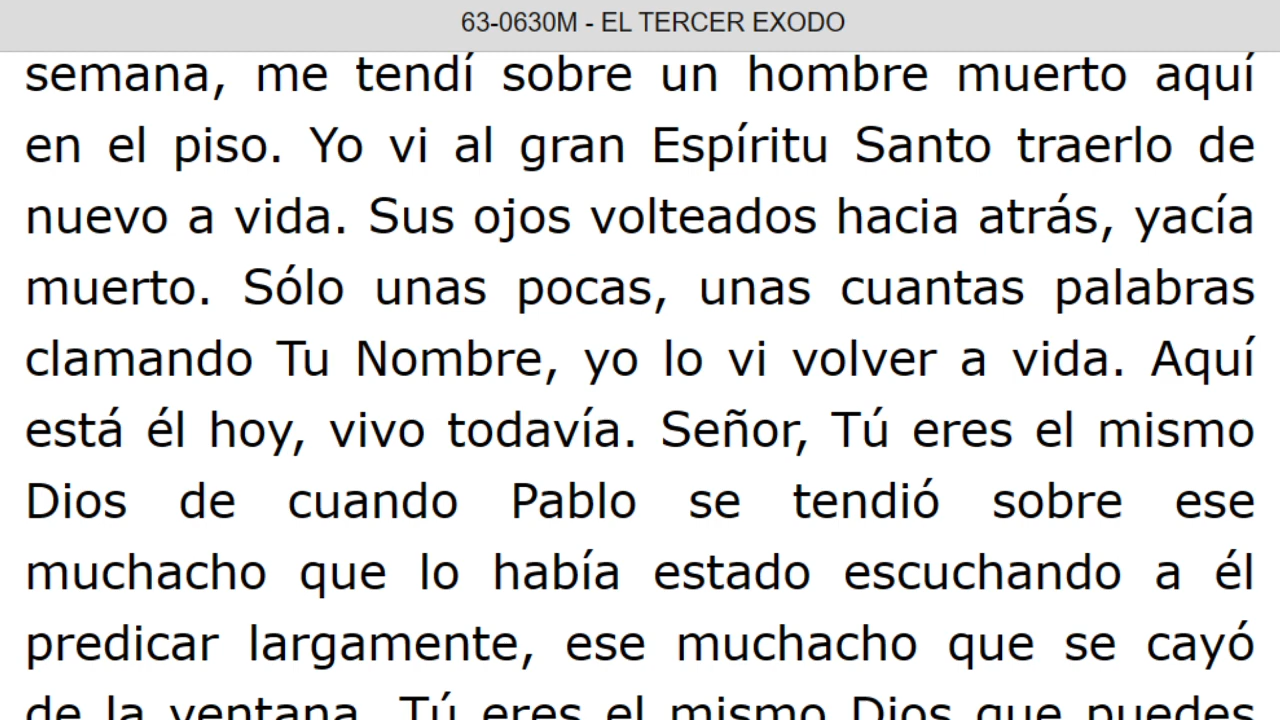 63-0630M - EL TERCER EXODO
semana, me tendí sobre un hombre muerto aquí
en el piso. Yo vi al gran Espíritu Santo traerlo de
nuevo a vida. Sus ojos volteados hacia atrás, yacía
muerto. Sólo unas pocas, unas cuantas palabras
clamando Tu Nombre, yo lo vi volver a vida. Aquí
está él hoy, vivo todavía. Señor, Tú eres el mismo
Dios de cuando Pablo se tendió sobre ese
muchacho que lo había estado escuchando a él
predicar largamente, ese muchacho que se cayó
de la ventana. Tú eres el mismo Dios que puedes